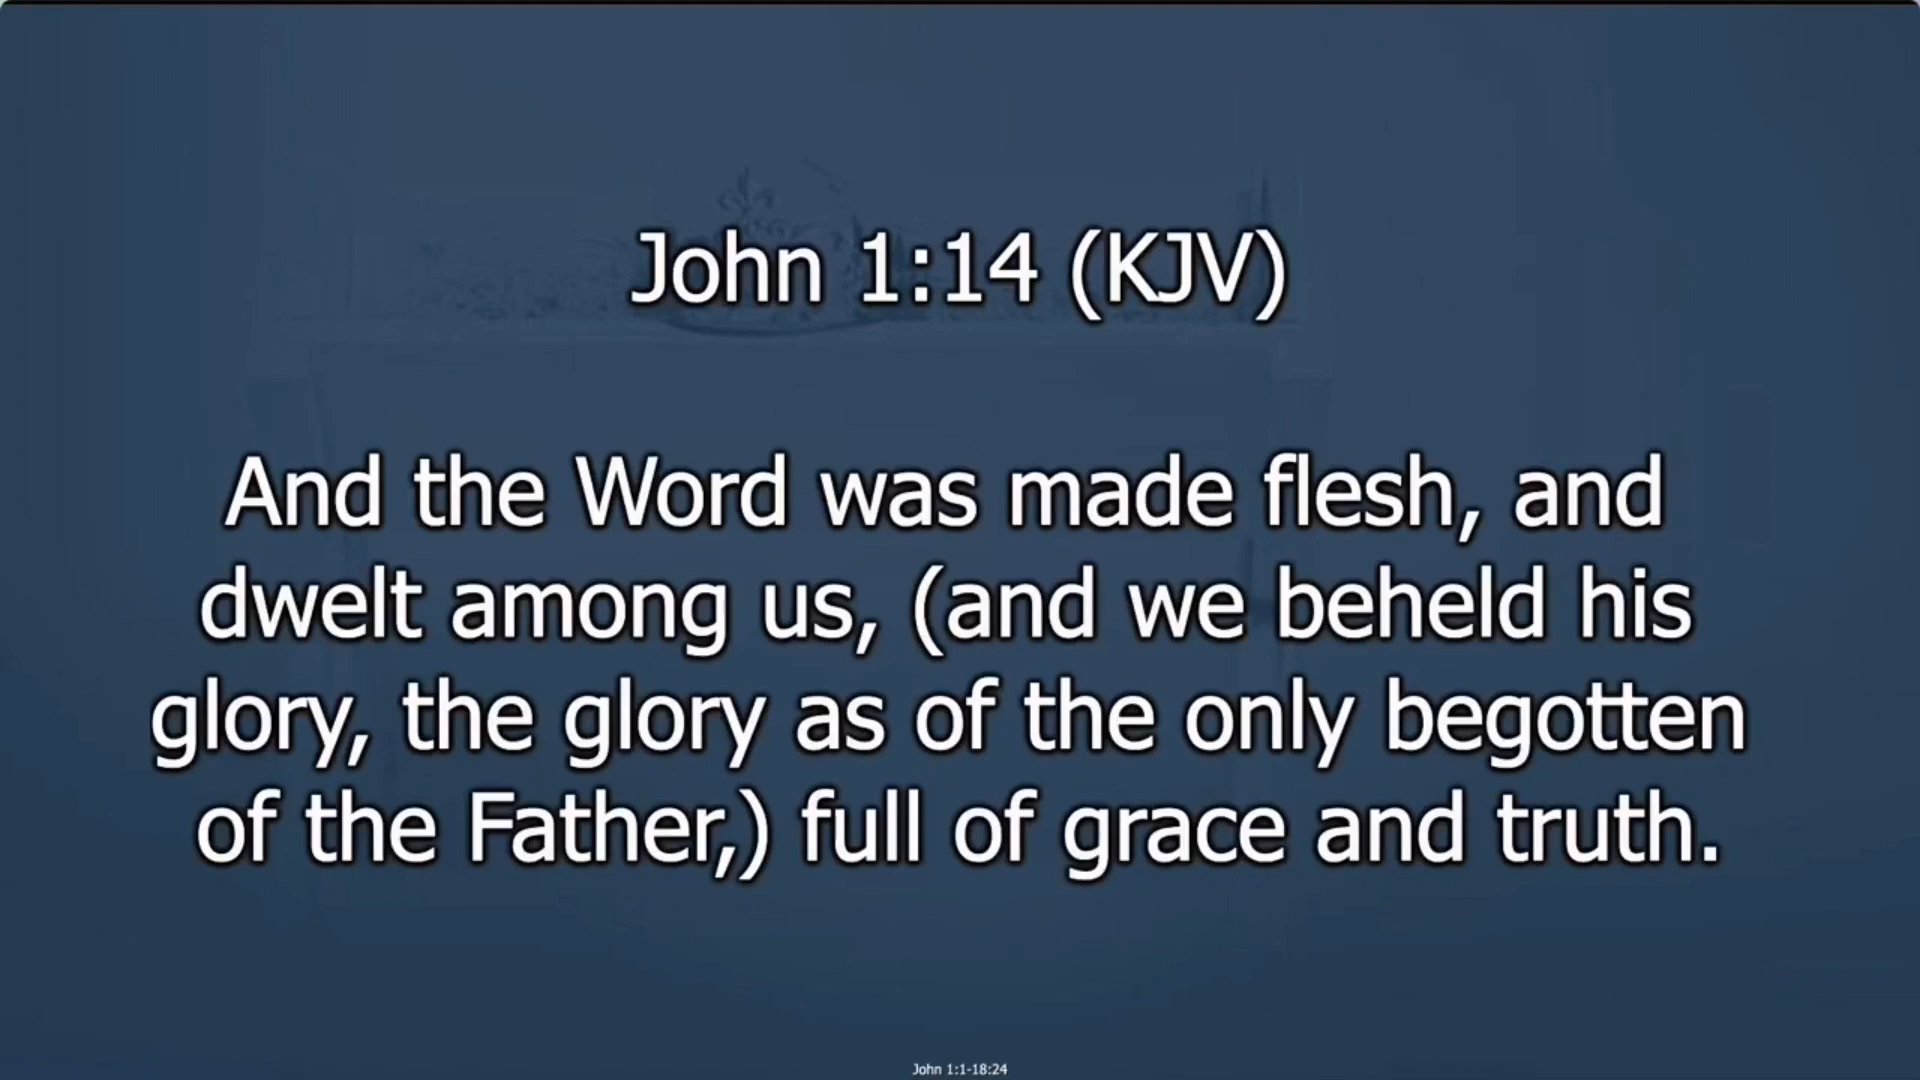 John 1:14 (KJV)
And the Word was made flesh, and
dwelt among us, (and we beheld his
glory, the glory as of the only begotten
of the Father,) full of grace and truth.
John 1:1-18:24